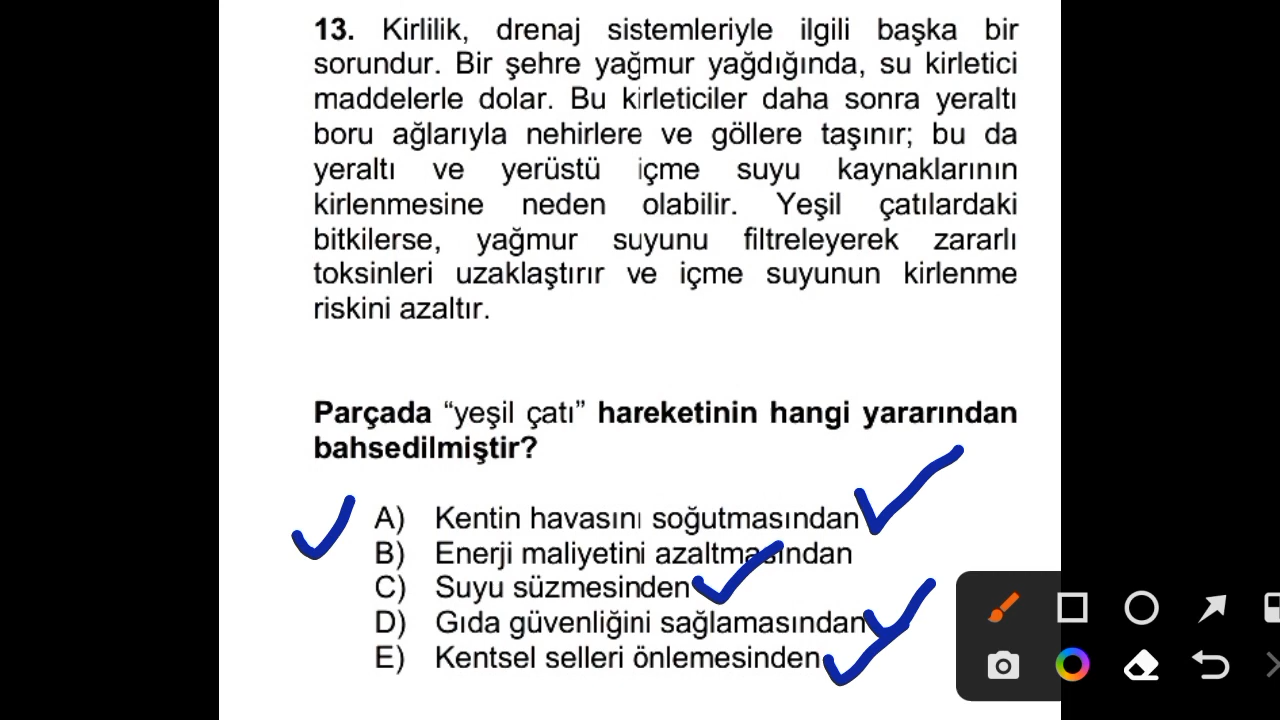 13. Kirlilik, drenaj sistemleriyle ilgili başka bir
sorundur. Bir şehre yağmur yağdığında, su kirletici
maddelerle dolar. Bu kirleticiler daha sonra yeraltı
boru ağlarıyla nehirlere ve göllere taşınır; bu da
yeraltı ve yerüstü içme suyu kaynaklarının
kirlenmesine neden olabilir. Yeşil çatılardaki
bitkilerse, yağmur suyunu filtreleyerek zararlı
toksinleri uzaklaştırır ve içme suyunun kirlenme
riskini azaltır.
Parçada “yeşil çatı” hareketinin hangi yararından
bahsedilmiştir?
A) Kentin havasını soğutmasından
B) Enerji maliyetini azaltmasından
C) Suyu süzmesinden
D) Gıda güvenliğini sağlamasından
E) Kentsel selleri önlemesinden